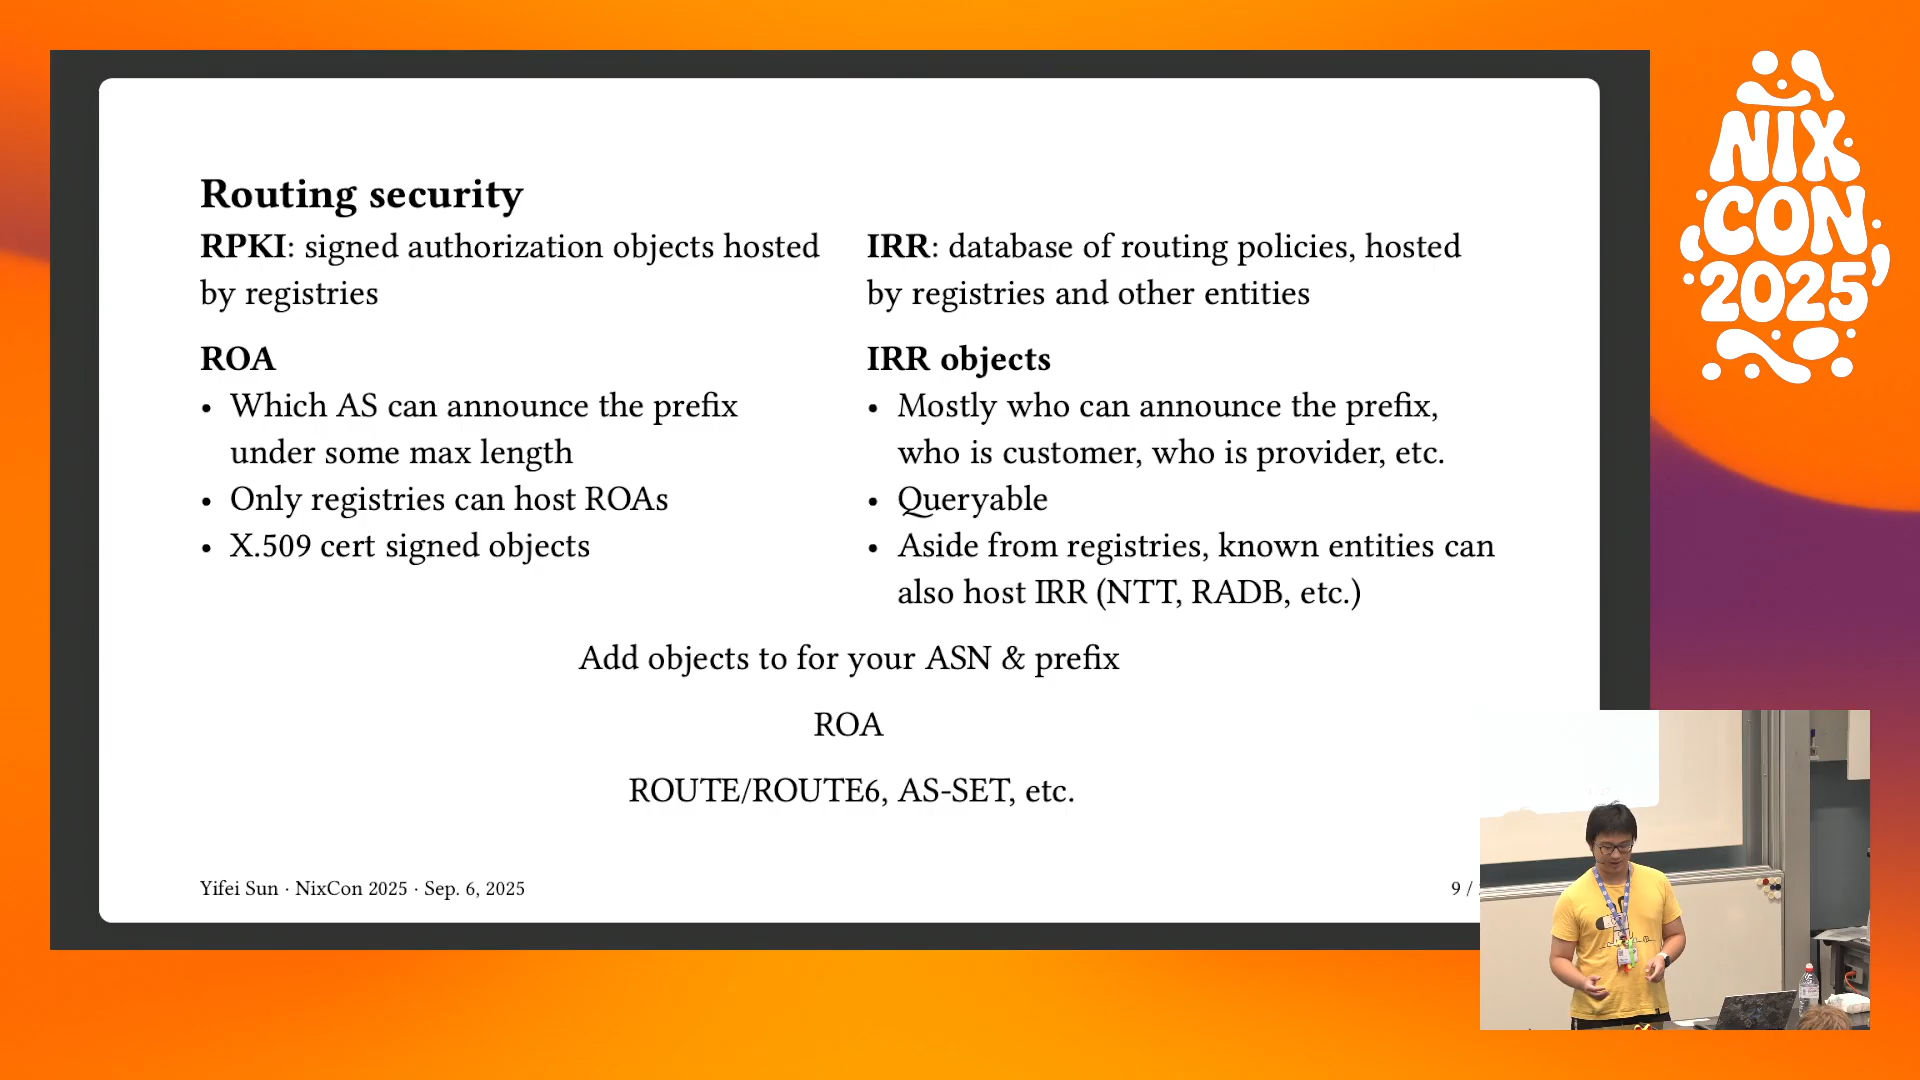 Routing security
RPKI: signed authorization objects hosted
by registries
ROA
• Which AS can announce the prefix
under some max length
• Only registries can host ROAs
• X.509 cert signed objects
IRR: database of routing policies, hosted
by registries and other entities
IRR objects
• Mostly who can announce the prefix,
who is customer, who is provider, etc.
• Queryable
• Aside from registries, known entities can
also host IRR (NTT, RADB, etc.)
Add objects to for your ASN & prefix
ROA
ROUTE/ROUTE6, AS-SET, etc.
Yifei Sun · NixCon 2025 · Sep. 6, 2025
9 /
NIX
CON
2025